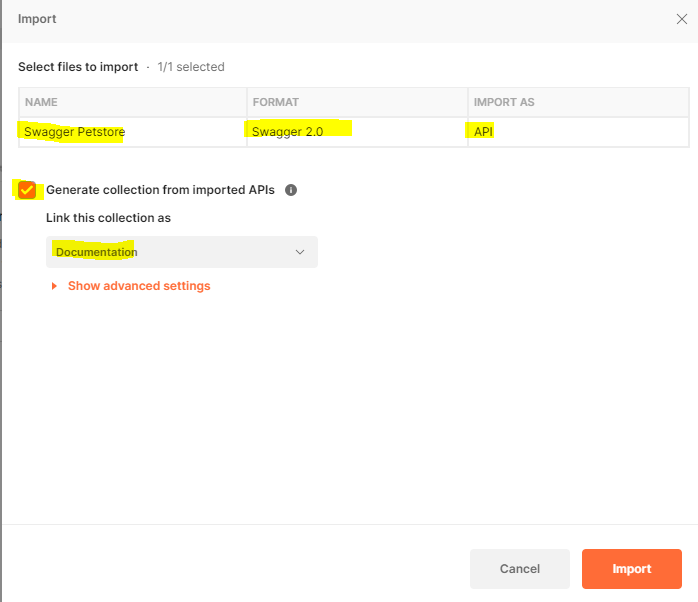 Import
Select files to import · 1/1 selected
NAME FORMAT IMPORT AS
Swagger Petstore Swagger 2.0 API
Generate collection from imported APIs
Link this collection as
Documentation
Show advanced settings
Cancel Import